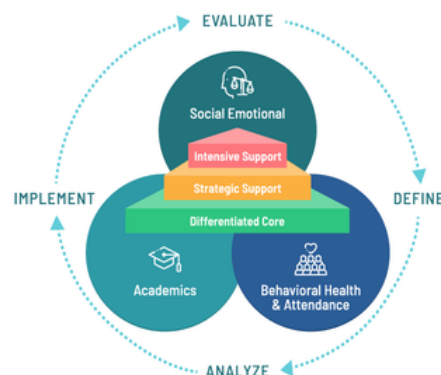 EVALUATE
Social Emotional
Intensive Support
IMPLEMENT
Strategic Support
DEFINE
Differentiated Core
Academics
Behavioral Health
& Attendance
ANALYZE